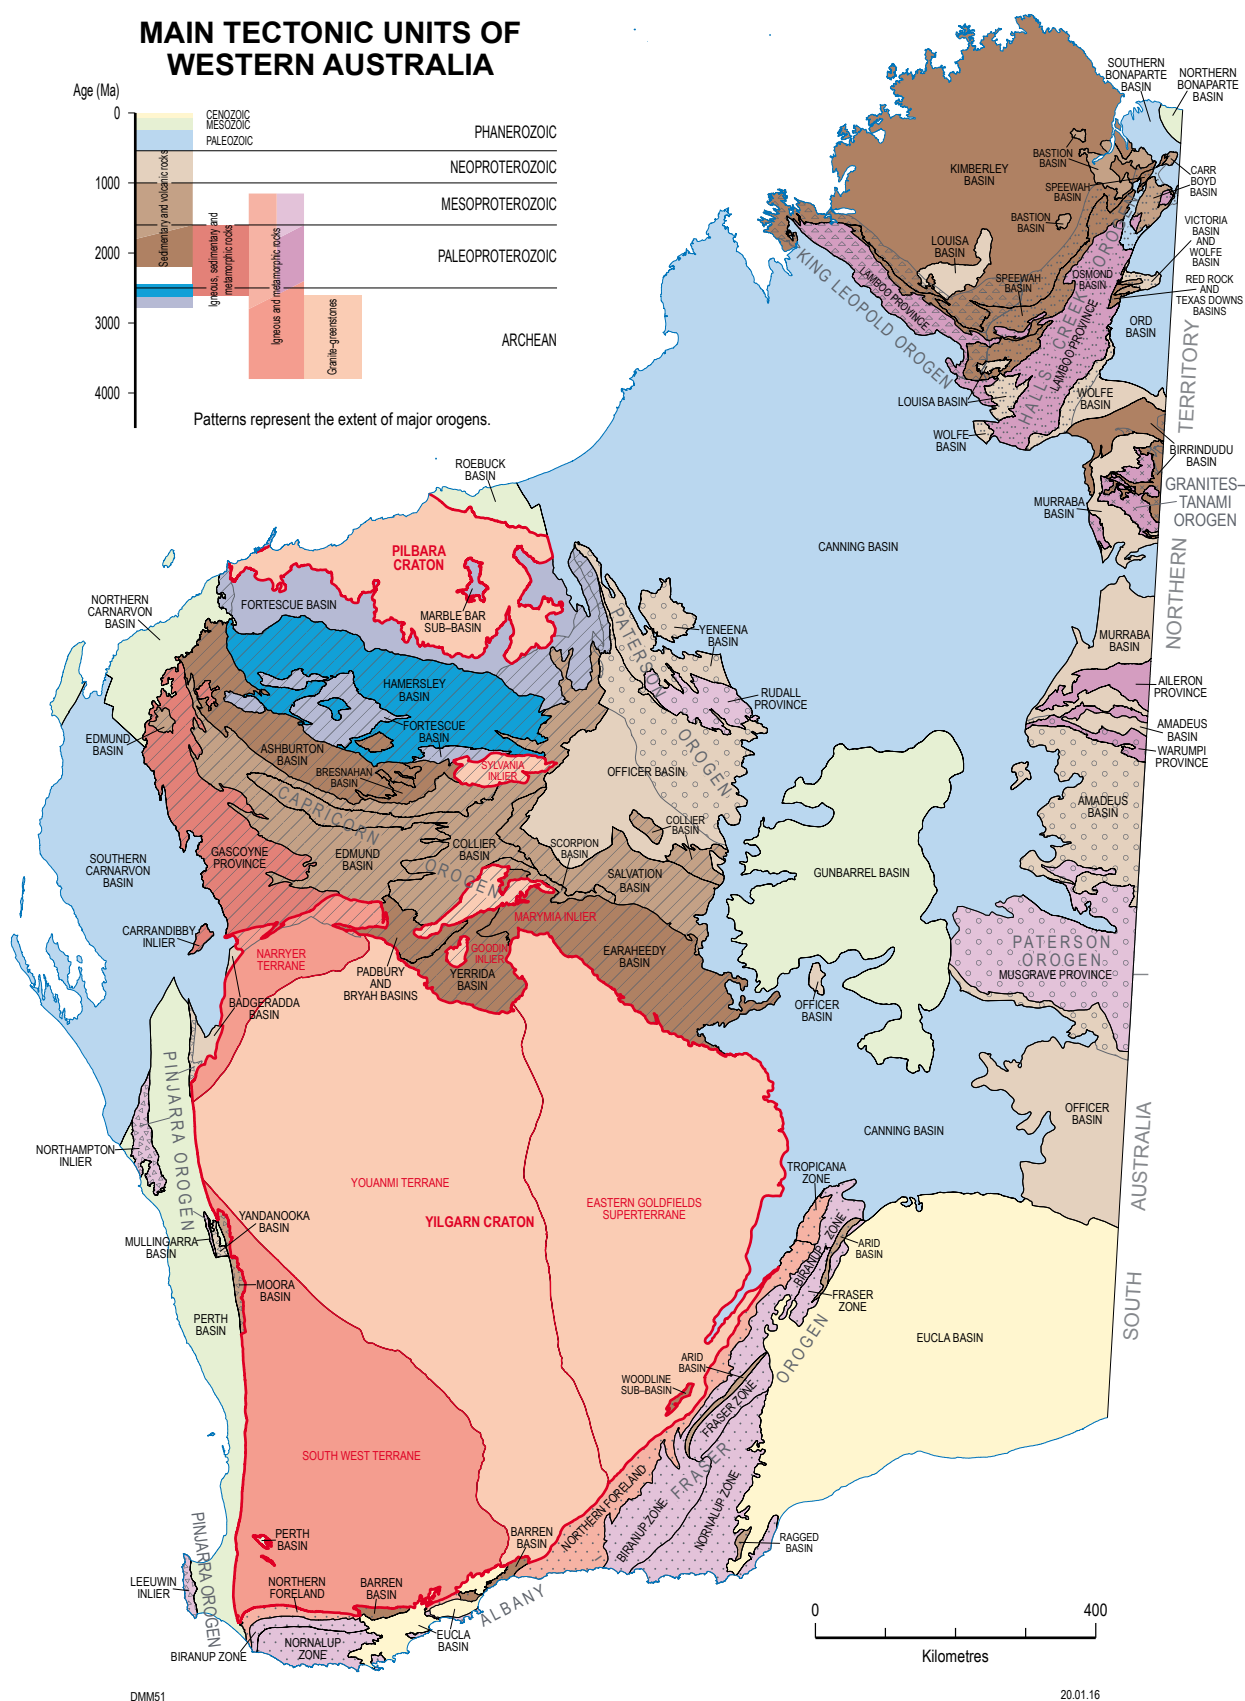 MAIN TECTONIC UNITS OF
WESTERN AUSTRALIA
Age (Ma)
0
1000
2000
3000
4000
CENOZOIC
MESOZOIC
PALEOZOIC
Sedimentary and volcanic rocks
Igneous, sedimentary and
metamorphic rocks
Igneous and metamorphic rocks
Granite–greenstones
PHANEROZOIC
NEOPROTEROZOIC
MESOPROTEROZOIC
PALEOPROTEROZOIC
ARCHEAN
Patterns represent the extent of major orogens.
SOUTHERN
BONAPARTE
BASIN
NORTHERN
BONAPARTE
BASIN
BASTION
BASIN
KIMBERLEY
BASIN
SPEEWAH
BASIN
CARR
BOYD
BASIN
BASTION
BASIN
VICTORIA
BASIN
AND
WOLFE
BASIN
LOUISA
BASIN
SPEEWAH
BASIN
OSMOND
BASIN
RED ROCK
AND
TEXAS DOWNS
BASINS
ORD
BASIN
KING LEOPOLD OROGEN
LAMBOO PROVINCE
HALLS CREEK OROGEN
LAMBOO PROVINCE
LOUISA BASIN
WOLFE
BASIN
WOLFE
BASIN
BIRRINDUDU
BASIN
GRANITES–
TANAMI
OROGEN
MURRABA
BASIN
NORTHERN TERRITORY
ROEBUCK
BASIN
PILBARA
CRATON
CANNING BASIN
NORTHERN
CARNARVON
BASIN
FORTESCUE BASIN
MARBLE BAR
SUB–BASIN
PATERSON OROGEN
YENEENA
BASIN
MURRABA
BASIN
HAMERSLEY
BASIN
RUDALL
PROVINCE
AILERON
PROVINCE
AMADEUS
BASIN
WARUMPI
PROVINCE
EDMUND
BASIN
FORTESCUE
BASIN
ASHBURTON
BASIN
BRESNAHAN
BASIN
SYLVANIA
INLIER
OFFICER BASIN
AMADEUS
BASIN
CAPRICORN OROGEN
COLLIER
BASIN
SOUTHERN
CARNARVON
BASIN
GASCOYNE
PROVINCE
EDMUND
BASIN
COLLIER
BASIN
SCORPION
BASIN
SALVATION
BASIN
GUNBARREL BASIN
CARRANDIBBY
INLIER
NARRYER
TERRANE
MARYMIA INLIER
GOODIN
INLIER
EARAHEEDY
BASIN
PATERSON
OROGEN
MUSGRAVE PROVINCE
PADBURY
AND
BRYAH BASINS
YERRIDA
BASIN
BADGERADDA
BASIN
OFFICER
BASIN
PINJARRA OROGEN
OFFICER
BASIN
CANNING BASIN
SOUTH AUSTRALIA
NORTHAMPTON
INLIER
YOUANMI TERRANE
YILGARN CRATON
EASTERN GOLDFIELDS
SUPERTERRANE
TROPICANA
ZONE
YANDANOOKA
BASIN
MULLINGARRA
BASIN
BIRANUP ZONE
ARID
BASIN
MOORA
BASIN
FRASER
ZONE
PERTH
BASIN
EUCLA BASIN
ARID
BASIN
WOODLINE
SUB–BASIN
FRASER ZONE
SOUTH WEST TERRANE
NORTHERN FORELAND
BIRANUP ZONE
NORNALUP ZONE
ALBANY FRASER OROGEN
PERTH
BASIN
BARREN
BASIN
RAGGED
BASIN
PINJARRA OROGEN
LEEUWIN
INLIER
NORTHERN
FORELAND
BARREN
BASIN
BIRANUP ZONE
NORNALUP
ZONE
EUCLA
BASIN
0
400
Kilometres
DMM51
20.01.16